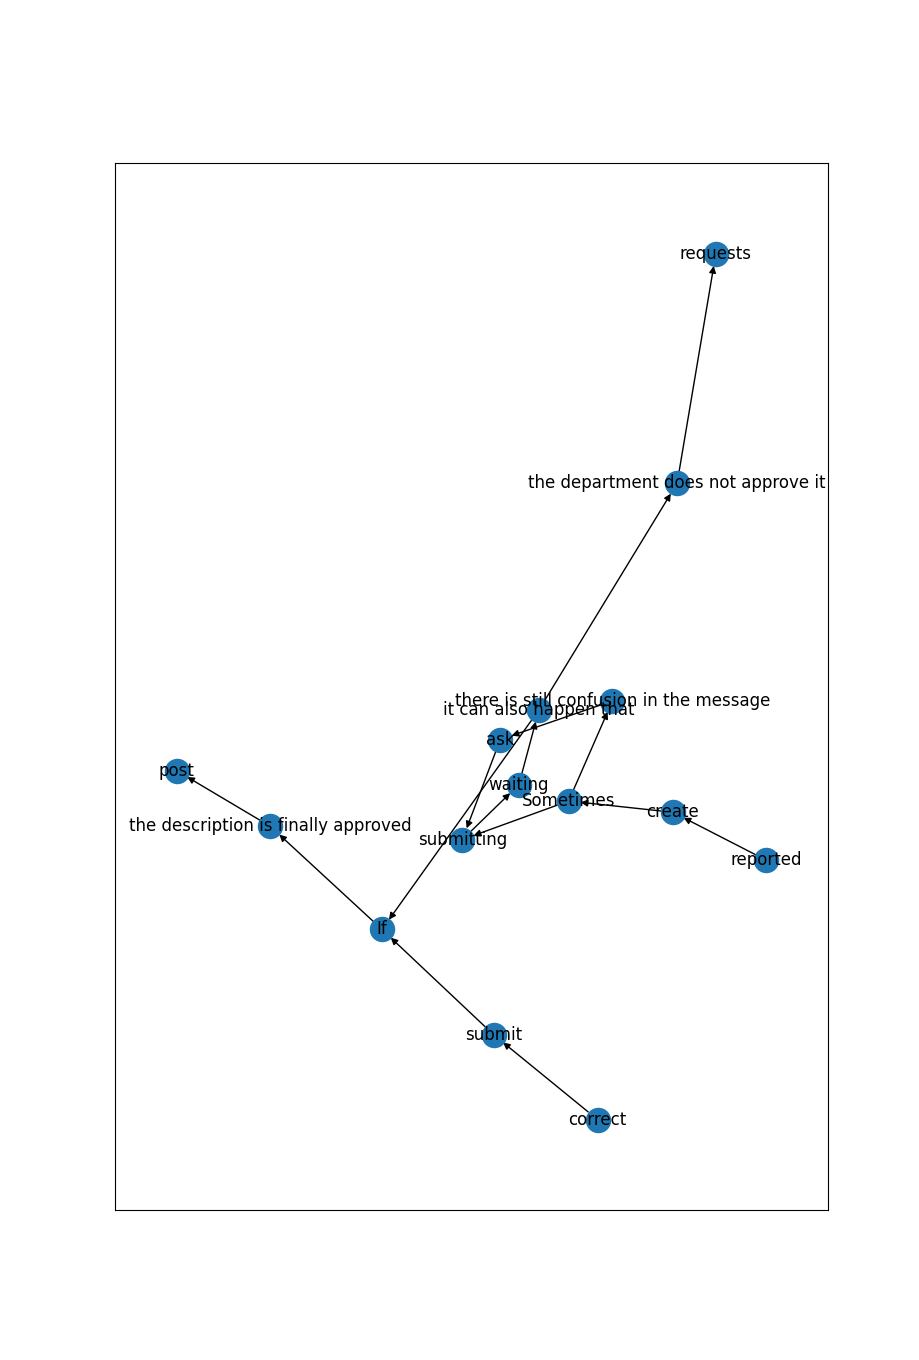 requests
the department does not approve it
there is still confusion in the message
it can also happen that
ask
post
waiting
Sometimes
create
the description is finally approved
submitting
reported
If
submit
correct